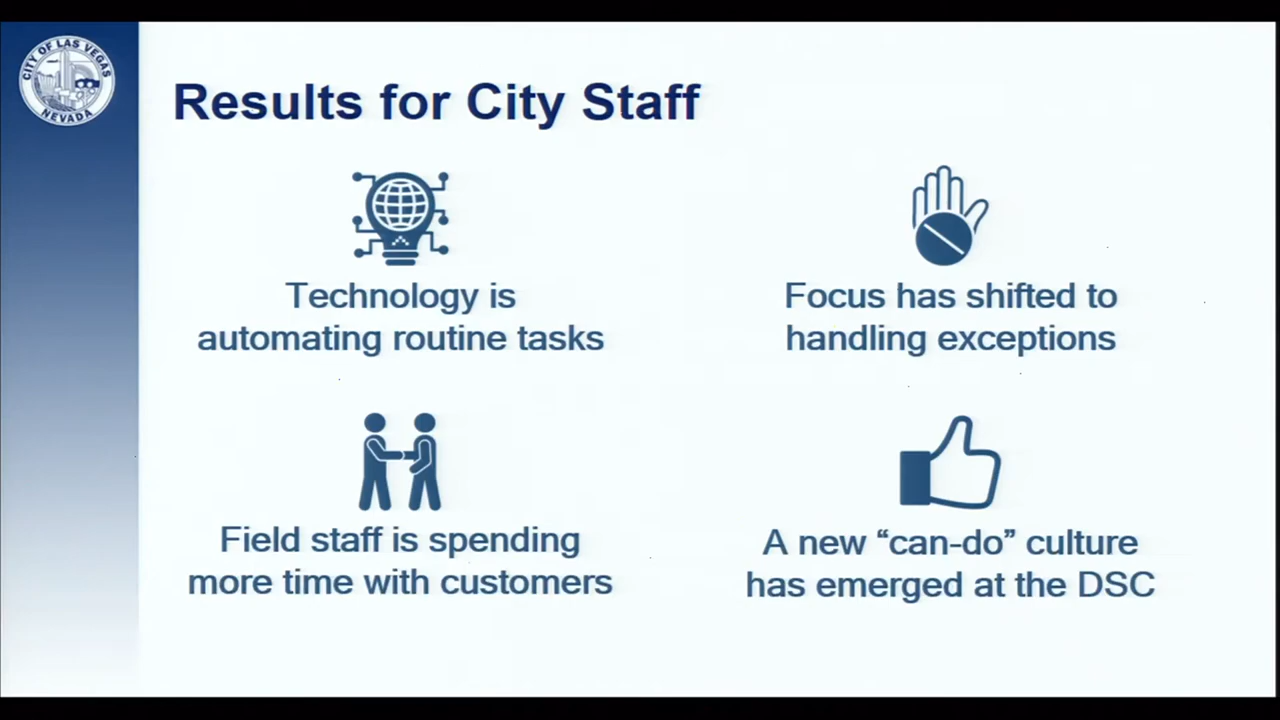 CITY OF LAS VEGAS
NEVADA
Results for City Staff
Technology is
automating routine tasks
Focus has shifted to
handling exceptions
Field staff is spending
more time with customers
A new “can-do” culture
has emerged at the DSC